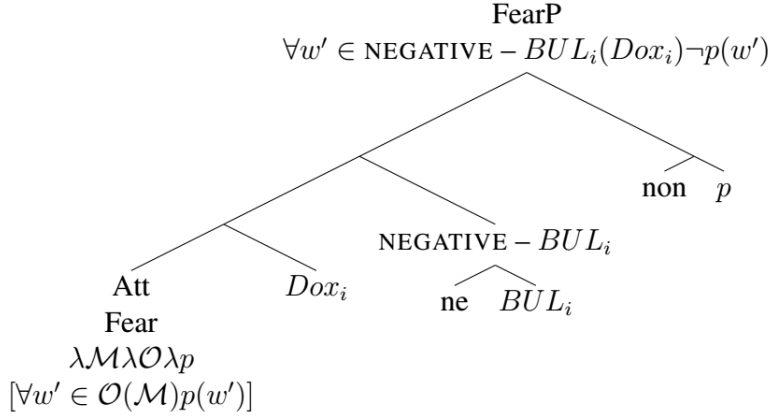 FearP
∀w′ ∈ NEGATIVE – BUL_i(Dox_i)¬p(w′)
non p
NEGATIVE – BUL_i
Att Dox_i ne BUL_i
Fear
λℳλ𝒪λp
[∀w′ ∈ 𝒪(ℳ)p(w′)]